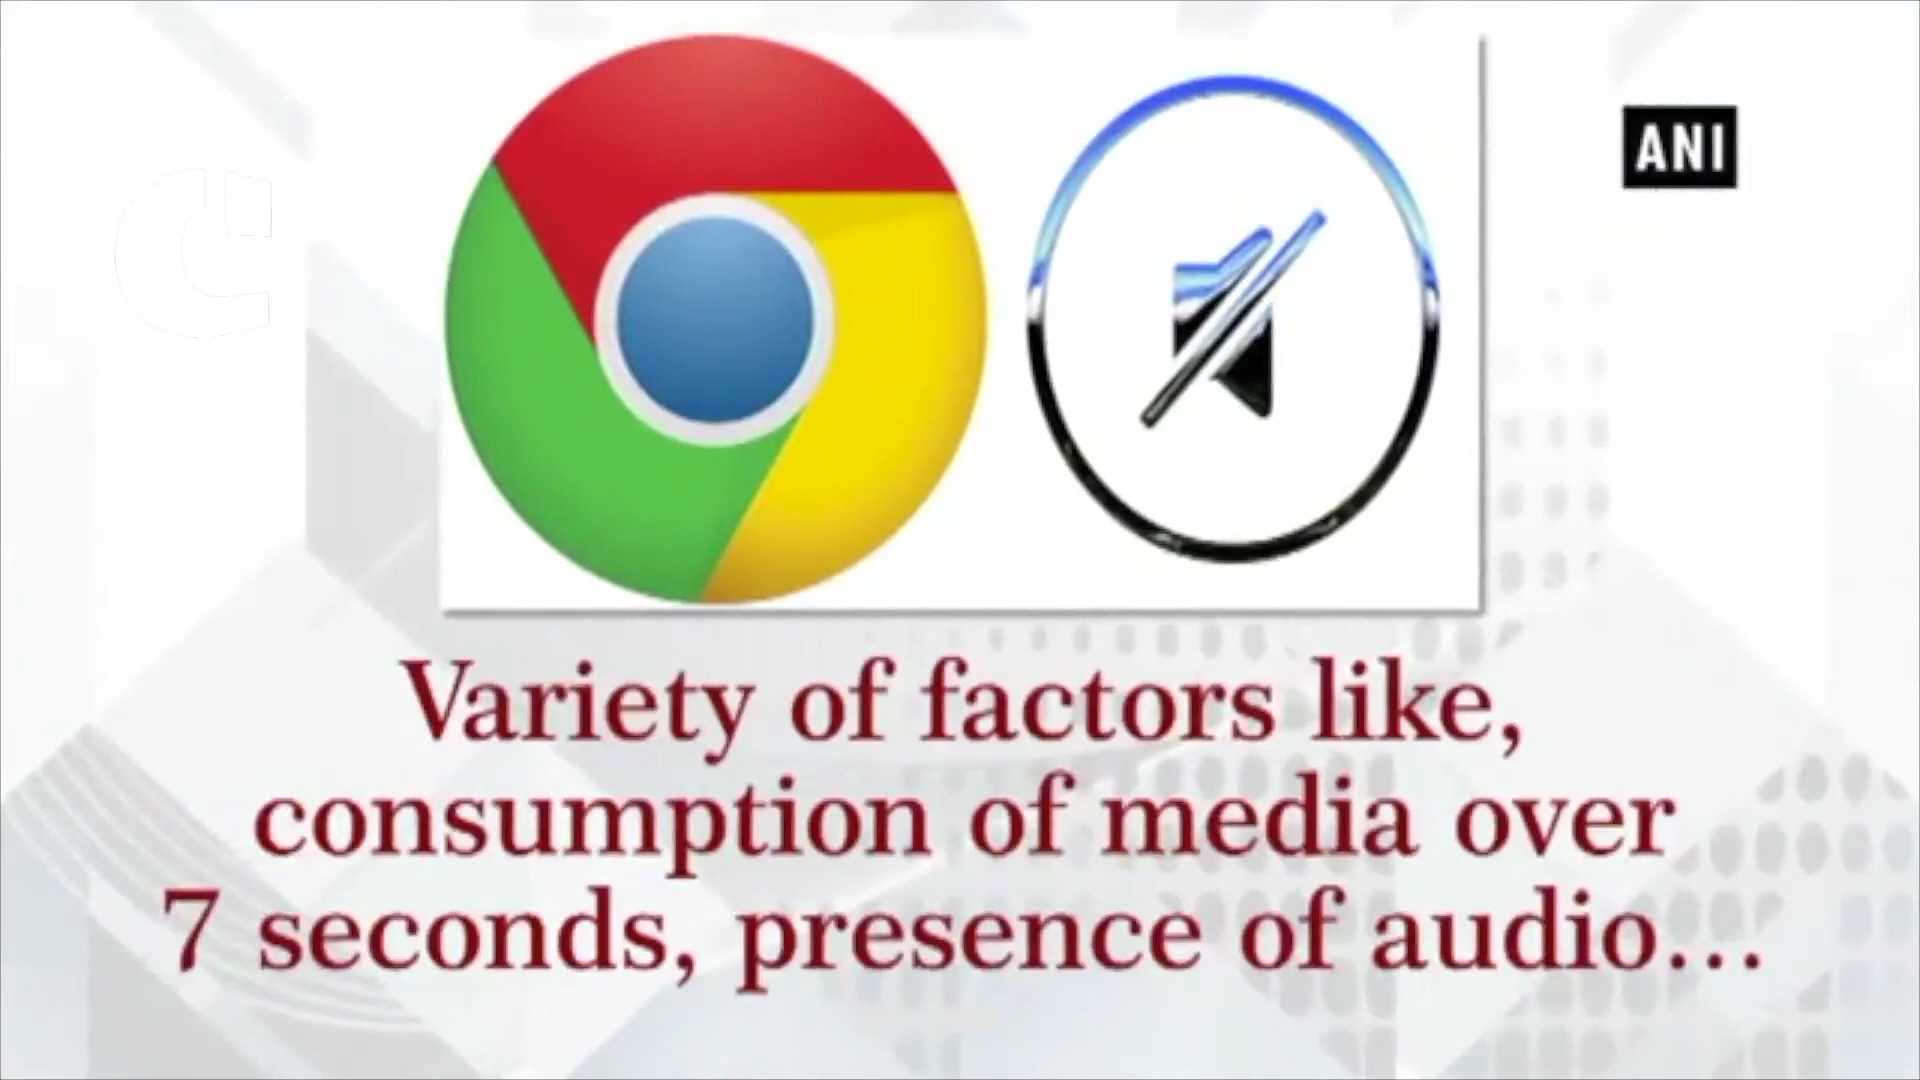 ANI
Variety of factors like,
consumption of media over
7 seconds, presence of audio...